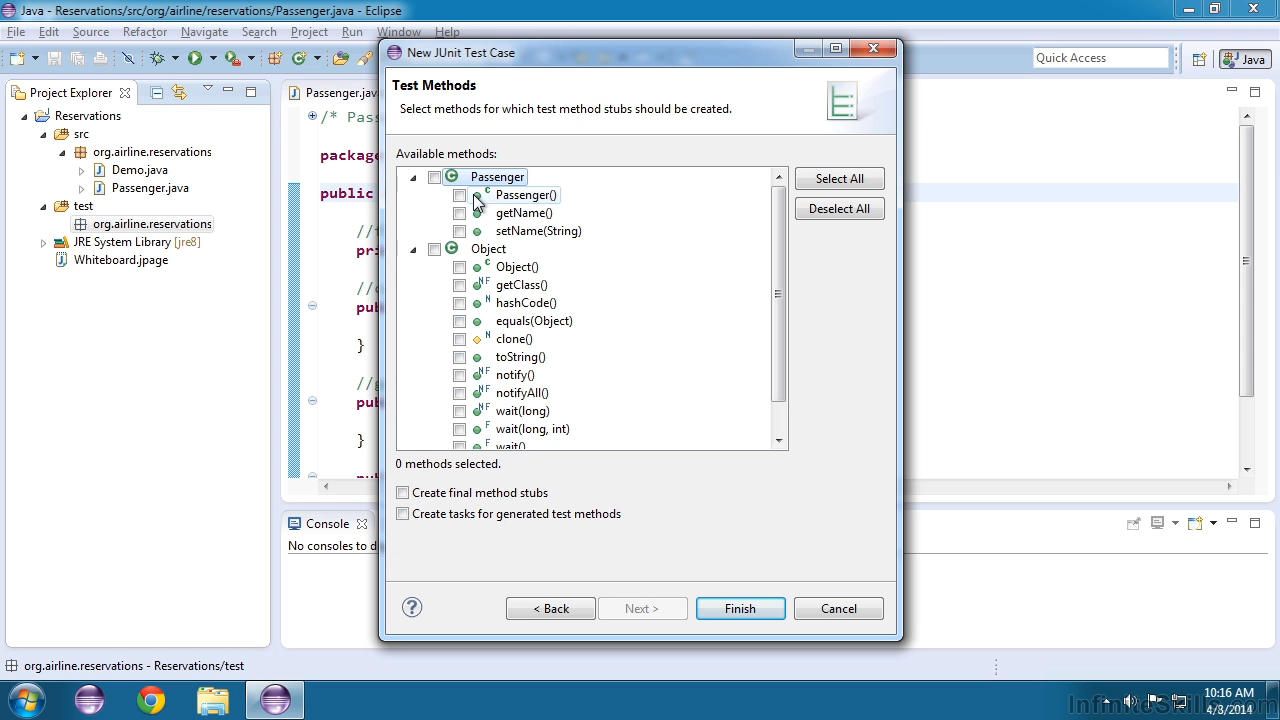 Java - Reservations/src/org/airline/reservations/Passenger.java - Eclipse
File Edit Source Refactor Navigate Search Project Run Window Help
Quick Access
Java
Project Explorer
Reservations
src
org.airline.reservations
Demo.java
Passenger.java
test
org.airline.reservations
JRE System Library [jre8]
Whiteboard.jpage
Passenger.jav
/* Pas
package
public
//
pri
//
pub
}
//
pub
}
New JUnit Test Case
Test Methods
Select methods for which test method stubs should be created.
Available methods:
Passenger
Passenger()
getName()
setName(String)
Object
Object()
getClass()
hashCode()
equals(Object)
clone()
toString()
notify()
notifyAll()
wait(long)
wait(long, int)
wait()
Select All
Deselect All
0 methods selected.
Create final method stubs
Create tasks for generated test methods
< Back
Next >
Finish
Cancel
Console
No consoles to d
org.airline.reservations - Reservations/test
10:16 AM
4/3/2014
InfiniteSkills.com